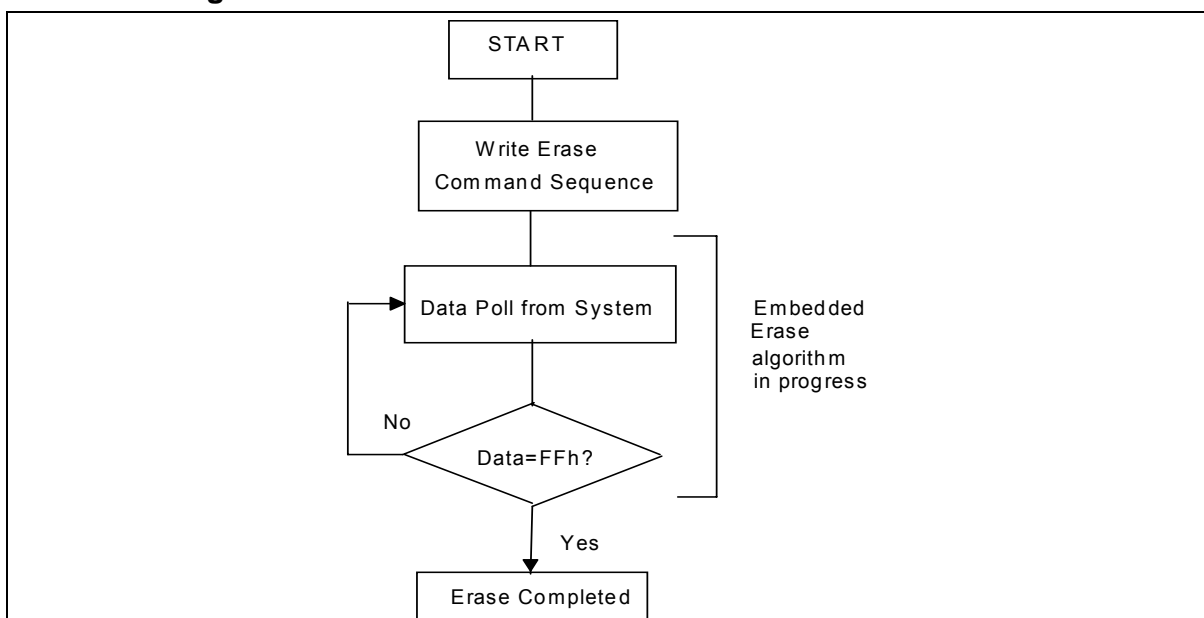 START
Write Erase
Command Sequence
Data Poll from System
Embedded
Erase
algorithm
in progress
No
Data=FFh?
Yes
Erase Completed